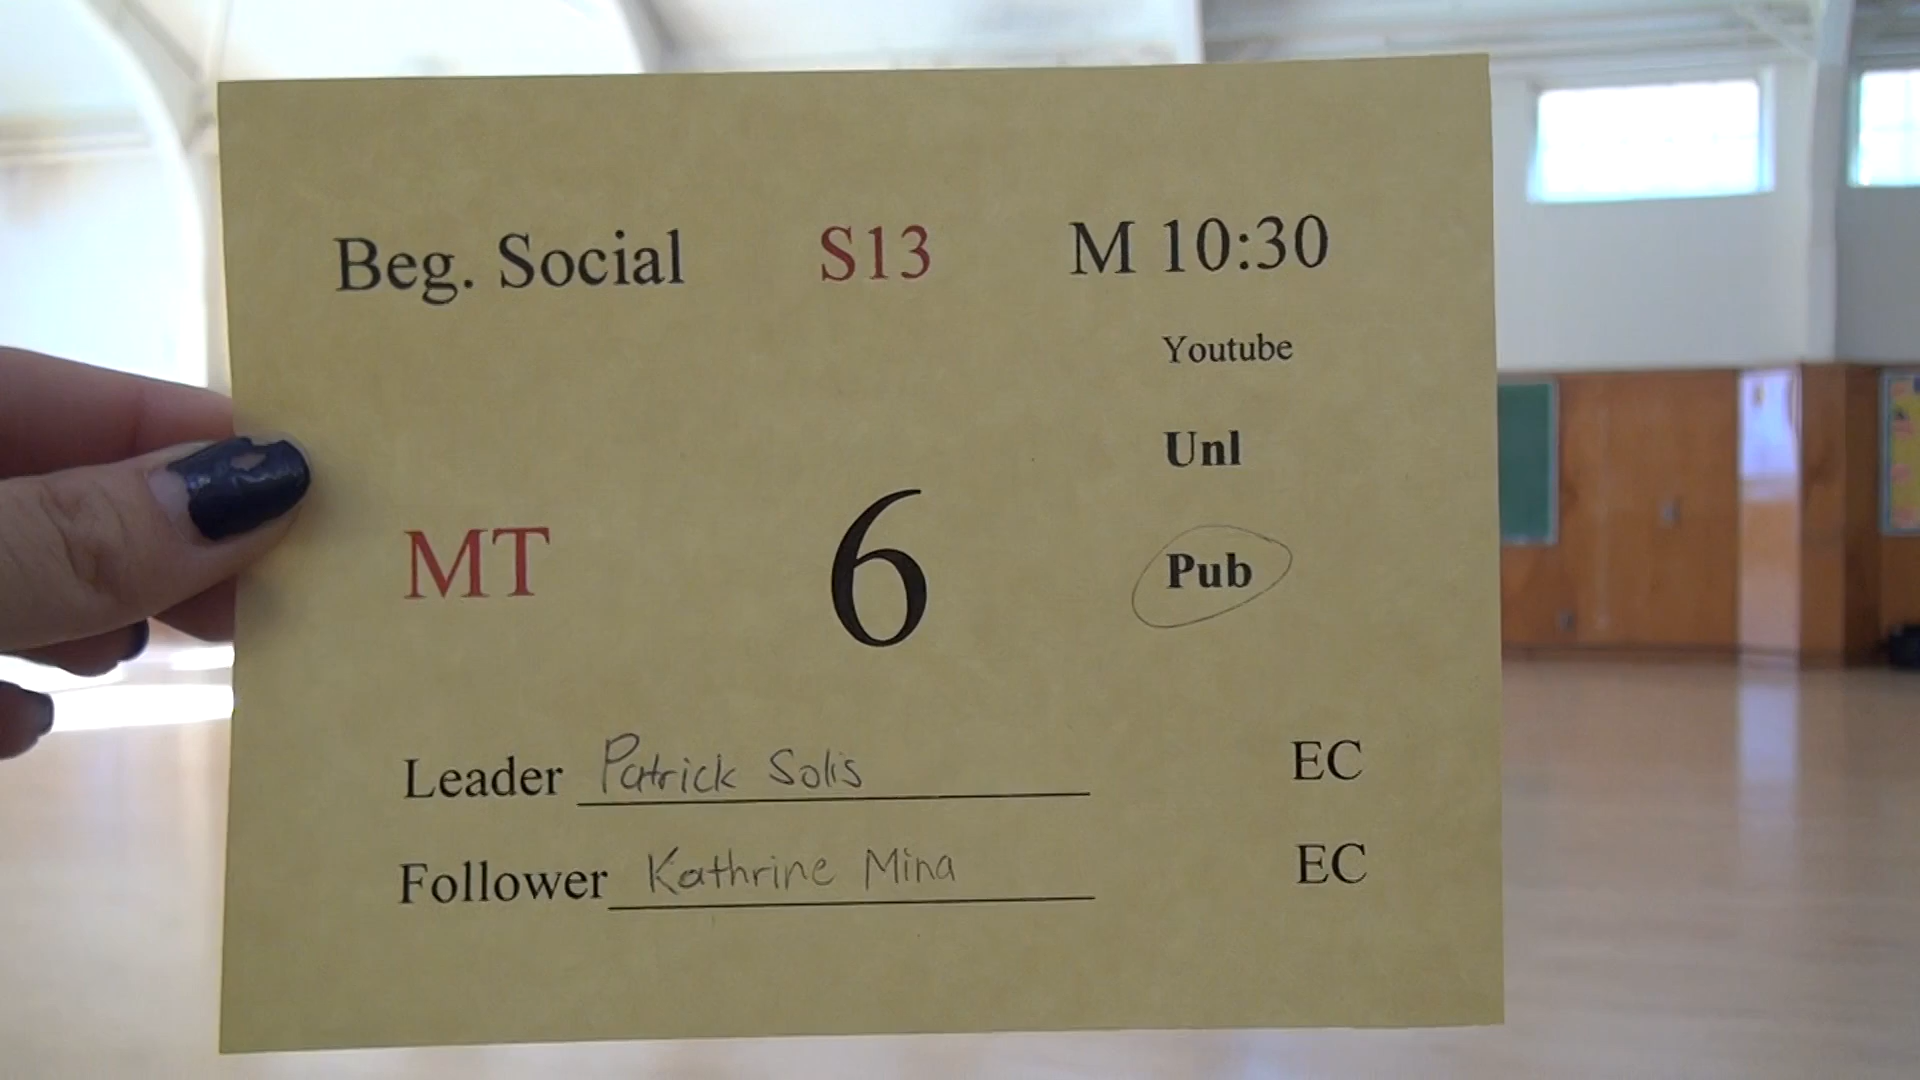 Beg. Social S13 M 10:30
Youtube
Unl
MT 6 Pub
Leader Patrick Solis EC
Follower Kathrine Mina EC